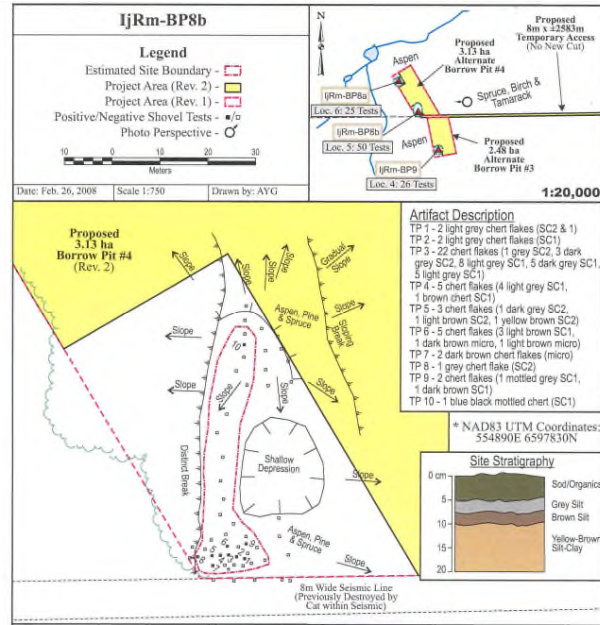 IjRm-BP8b
Legend
Estimated Site Boundary -
Project Area (Rev. 2) -
Project Area (Rev. 1) -
Positive/Negative Shovel Tests -
Photo Perspective -
10 0 10 20 30
Meters
Date: Feb. 26, 2008
Scale 1:750
Drawn by: AYG
N
Aspen
Proposed
3.13 ha
Alternate
Borrow Pit #4
Proposed
8m x ±2583m
Temporary Access
(No New Cut)
IjRm-BP8a
Loc. 6: 25 Tests
Spruce, Birch &
Tamarack
IjRm-BP8b
Loc. 5: 50 Tests
Aspen
IjRm-BP9
Loc. 4: 26 Tests
Proposed
2.48 ha
Alternate
Borrow Pit #3
1:20,000
Proposed
3.13 ha
Borrow Pit #4
(Rev. 2)
Slope
Slope
Slope
Gradual
Slope
Aspen, Pine
& Spruce
Slope
Sloping
Break
Slope
10
Slope
Slope
Slope
Distinct Break
Shallow
Depression
Slope
Aspen, Pine
& Spruce
Slope
8m Wide Seismic Line
(Previously Destroyed by
Cat within Seismic)
Artifact Description
TP 1 - 2 light grey chert flakes (SC2 & 1)
TP 2 - 2 light grey chert flakes (SC1)
TP 3 - 22 chert flakes (1 grey SC2, 3 dark
grey SC2, 8 light grey SC1, 5 dark grey SC1,
5 light grey SC1)
TP 4 - 5 chert flakes (4 light grey SC1,
1 brown chert SC1)
TP 5 - 3 chert flakes (1 dark grey SC2,
1 light brown SC2, 1 yellow brown SC2)
TP 6 - 5 chert flakes (3 light brown SC1,
1 dark brown micro, 1 light brown micro)
TP 7 - 2 dark brown chert flakes (micro)
TP 8 - 1 grey chert flake (SC2)
TP 9 - 2 chert flakes (1 mottled grey SC1,
1 dark brown SC1)
TP 10 - 1 blue black mottled chert (SC1)
* NAD83 UTM Coordinates:
554890E 6597830N
Site Stratigraphy
0 cm
5
10
15
20
Sod/Organics
Grey Silt
Brown Silt
Yellow-Brown
Silt-Clay